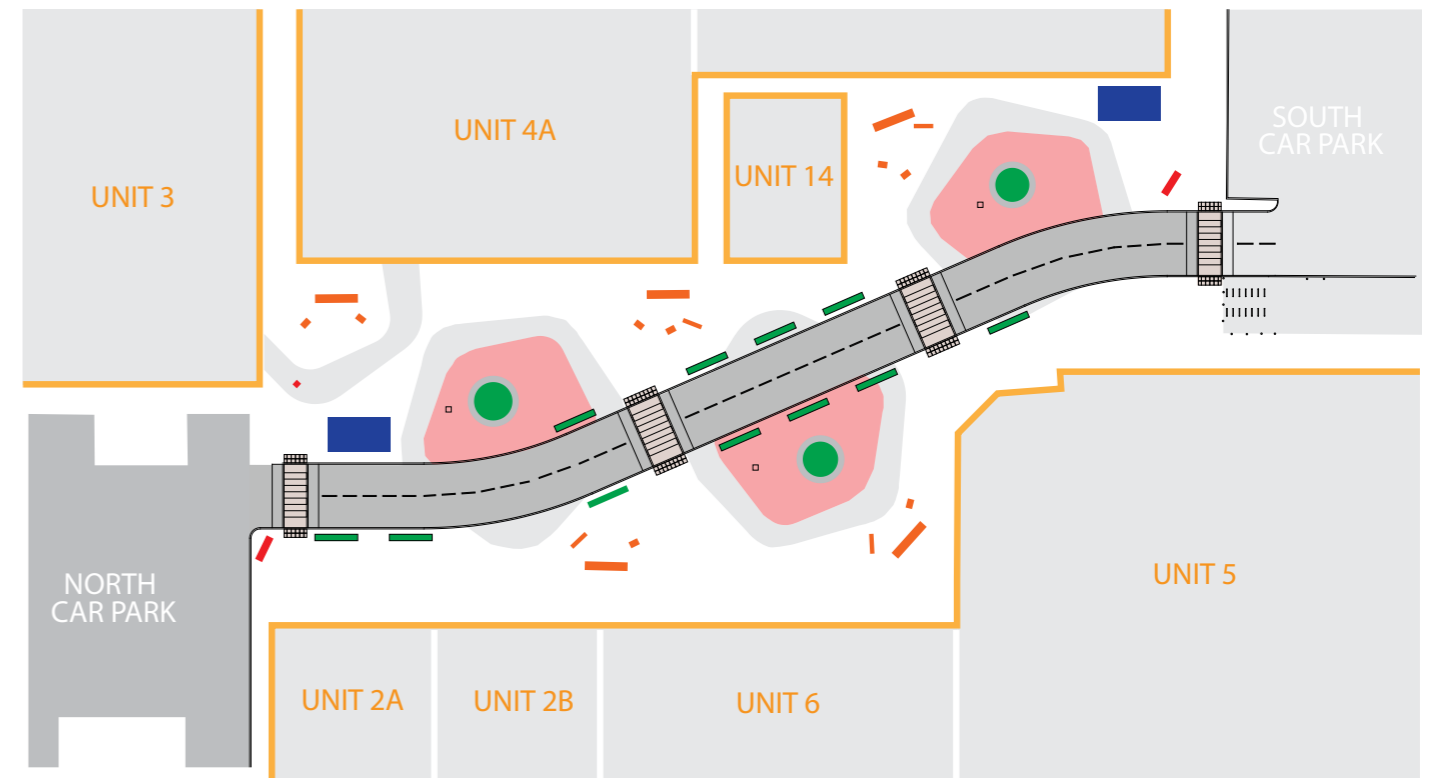 SOUTH
CAR PARK
UNIT 4A
UNIT 14
UNIT 3
NORTH
CAR PARK
UNIT 5
UNIT 2A
UNIT 2B
UNIT 6